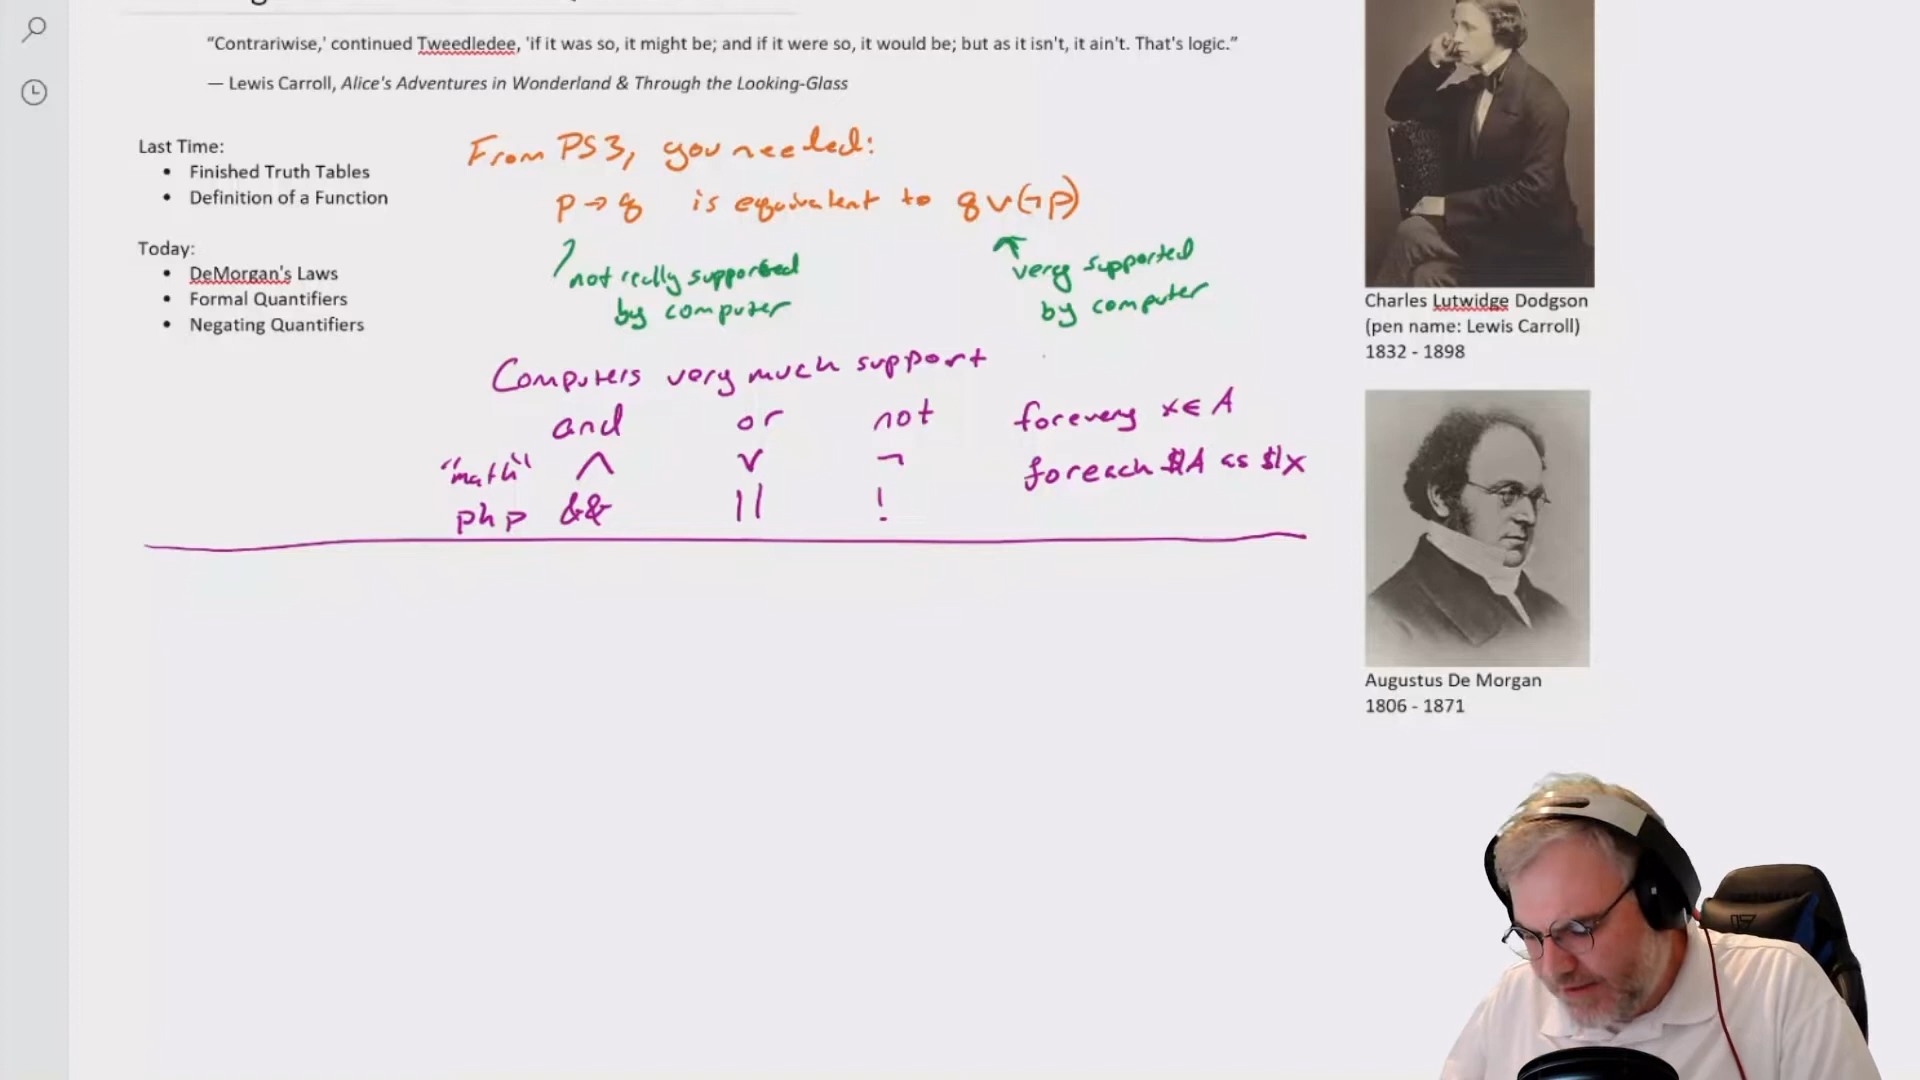 “Contrariwise,' continued Tweedledee, 'if it was so, it might be; and if it were so, it would be; but as it isn't, it ain't. That's logic.”
— Lewis Carroll, Alice's Adventures in Wonderland & Through the Looking-Glass
Last Time:
• Finished Truth Tables
• Definition of a Function
Today:
• DeMorgan's Laws
• Formal Quantifiers
• Negating Quantifiers
From PS3, you needed:
p → q is equivalent to q ∨ (¬p)
not really supported
by computer
very supported
by computer
Computers very much support
and or not for every x ∈ A
"math" ∧ ∨ ¬ foreach $A as $x
php && || !
Charles Lutwidge Dodgson
(pen name: Lewis Carroll)
1832 - 1898
Augustus De Morgan
1806 - 1871